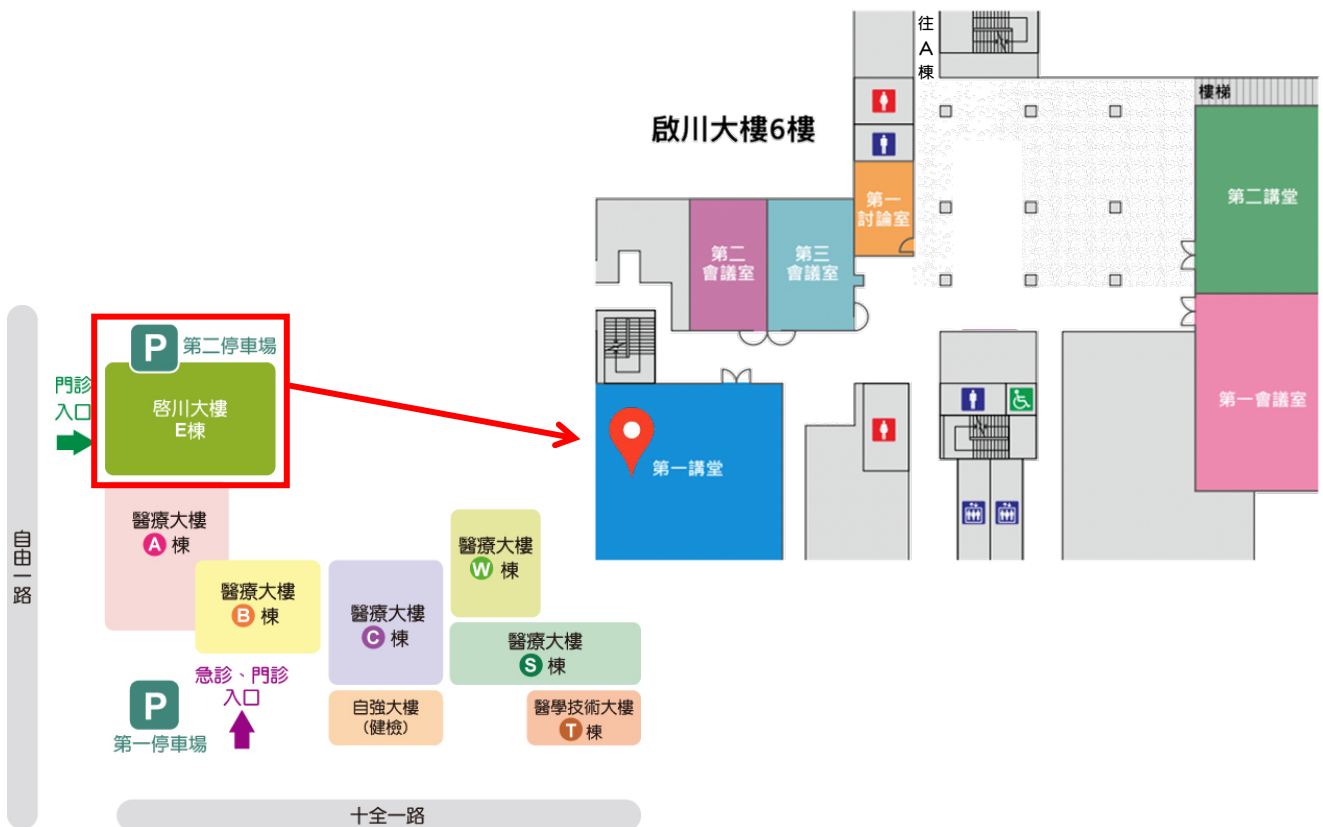 往
A
棟
樓梯
啟川大樓6樓
第一
討論室
第二講堂
第二
會議室
第三
會議室
第一會議室
第一講堂
P
第二停車場
門診
入口
啓川大樓
E棟
醫療大樓
A 棟
醫療大樓
B 棟
醫療大樓
C 棟
醫療大樓
W 棟
醫療大樓
S 棟
自
由
一
路
急診、門診
入口
P
第一停車場
自強大樓
(健檢)
醫學技術大樓
T 棟
十全一路